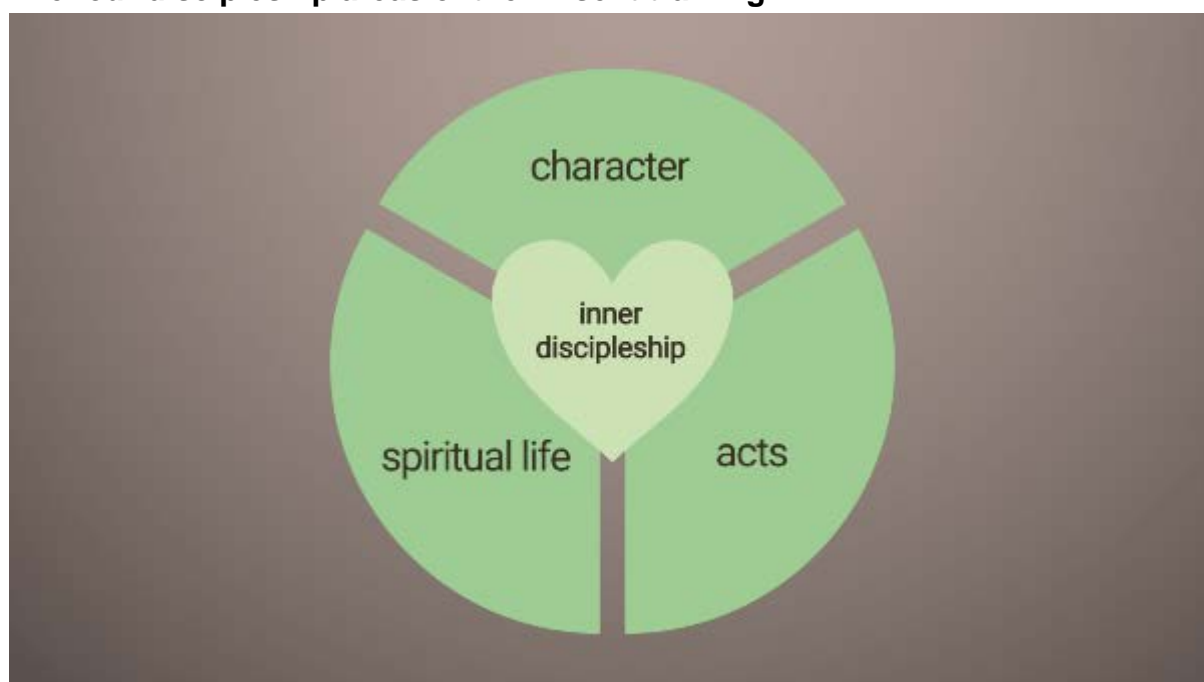 character
inner
discipleship
spiritual life
acts